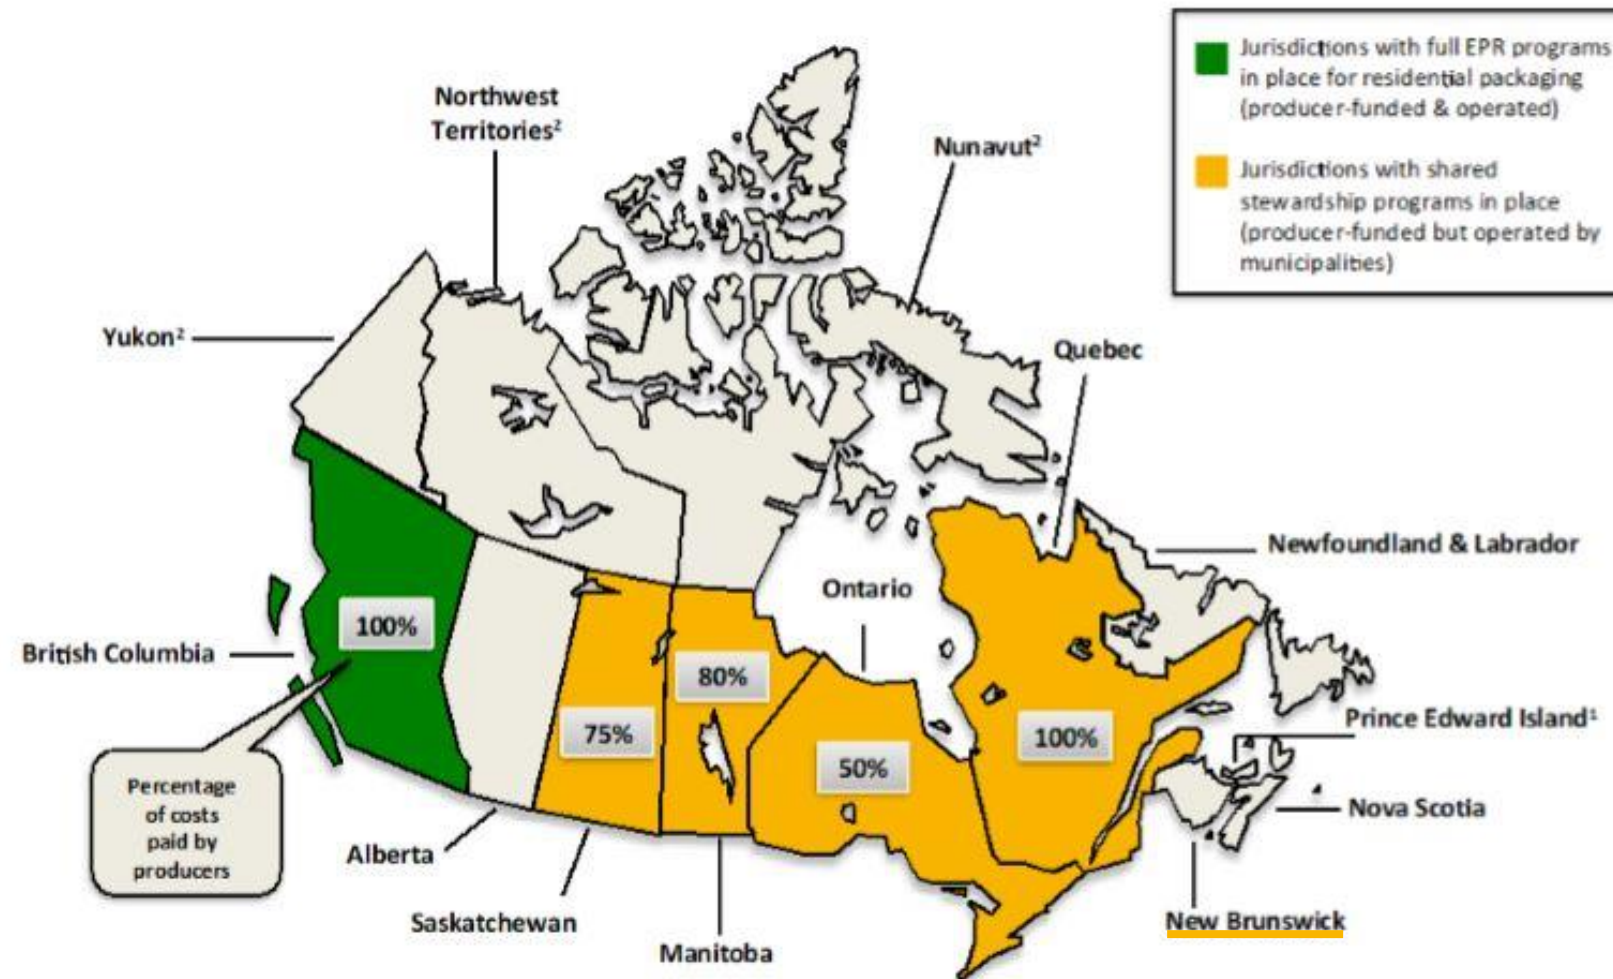 Jurisdictions with full EPR programs
in place for residential packaging
(producer-funded & operated)
Jurisdictions with shared
stewardship programs in place
(producer-funded but operated by
municipalities)
Northwest
Territories²
Nunavut²
Yukon²
Quebec
Newfoundland & Labrador
Ontario
100%
British Columbia
80%
75%
50%
100%
Prince Edward Island¹
Nova Scotia
Percentage
of costs
paid by
producers
Alberta
Saskatchewan
Manitoba
New Brunswick